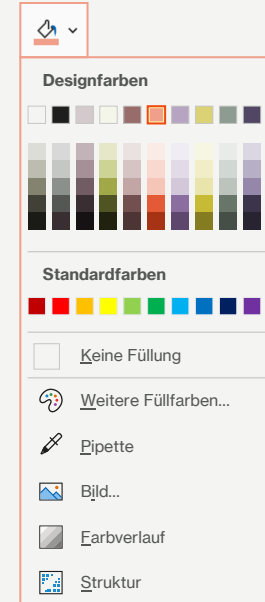 Designfarben
Standardfarben
Keine Füllung
Weitere Füllfarben...
Pipette
Bild...
Farbverlauf
Struktur